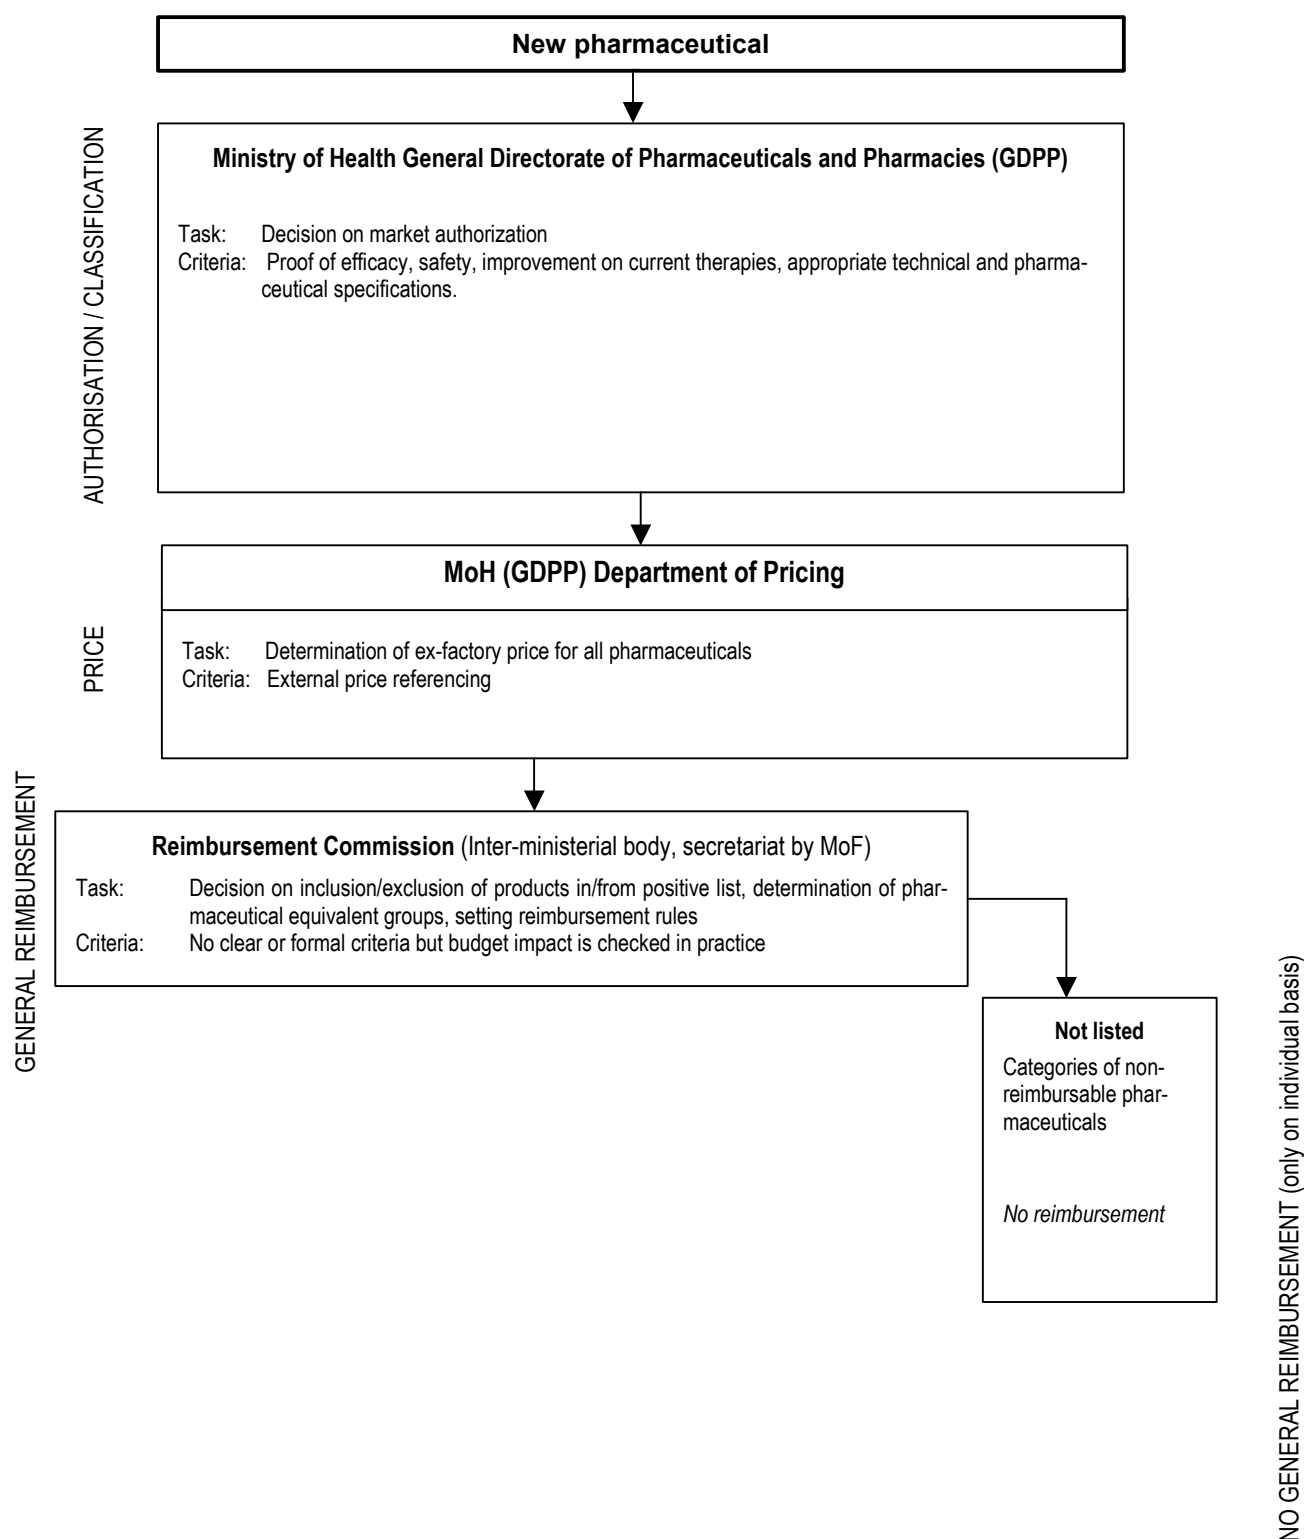 New pharmaceutical
AUTHORISATION / CLASSIFICATION
Ministry of Health General Directorate of Pharmaceuticals and Pharmacies (GDPP)
Task: Decision on market authorization
Criteria: Proof of efficacy, safety, improvement on current therapies, appropriate technical and pharma-
ceutical specifications.
PRICE
MoH (GDPP) Department of Pricing
Task: Determination of ex-factory price for all pharmaceuticals
Criteria: External price referencing
GENERAL REIMBURSEMENT
Reimbursement Commission (Inter-ministerial body, secretariat by MoF)
Task: Decision on inclusion/exclusion of products in/from positive list, determination of phar-
maceutical equivalent groups, setting reimbursement rules
Criteria: No clear or formal criteria but budget impact is checked in practice
Not listed
Categories of non-
reimbursable phar-
maceuticals
No reimbursement
NO GENERAL REIMBURSEMENT (only on individual basis)